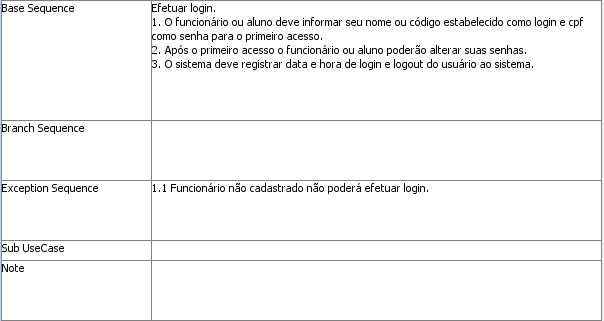 Base Sequence
Efetuar login.
1. O funcionário ou aluno deve informar seu nome ou código estabelecido como login e cpf
como senha para o primeiro acesso.
2. Após o primeiro acesso o funcionário ou aluno poderão alterar suas senhas.
3. O sistema deve registrar data e hora de login e logout do usuário ao sistema.
Branch Sequence
Exception Sequence
1.1 Funcionário não cadastrado não poderá efetuar login.
Sub UseCase
Note